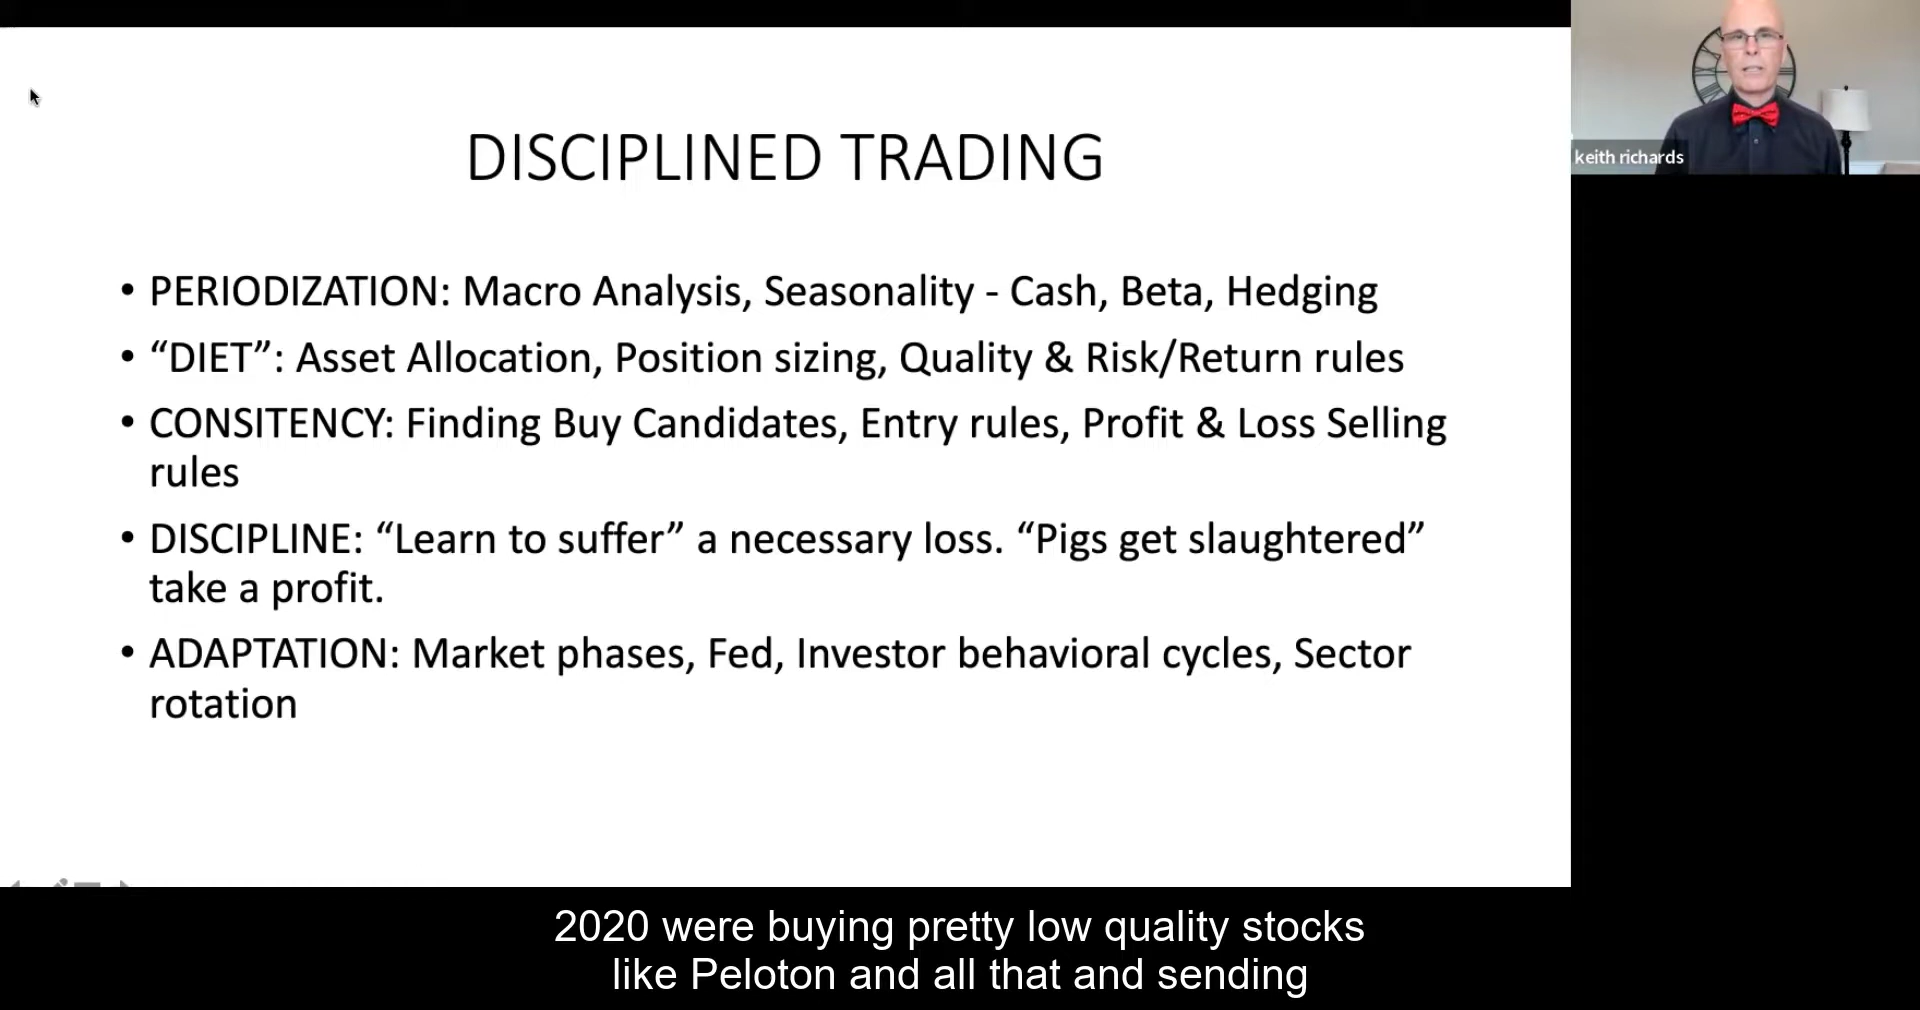 DISCIPLINED TRADING
keith richards
• PERIODIZATION: Macro Analysis, Seasonality - Cash, Beta, Hedging
• “DIET”: Asset Allocation, Position sizing, Quality & Risk/Return rules
• CONSITENCY: Finding Buy Candidates, Entry rules, Profit & Loss Selling
rules
• DISCIPLINE: “Learn to suffer” a necessary loss. “Pigs get slaughtered”
take a profit.
• ADAPTATION: Market phases, Fed, Investor behavioral cycles, Sector
rotation
2020 were buying pretty low quality stocks
like Peloton and all that and sending